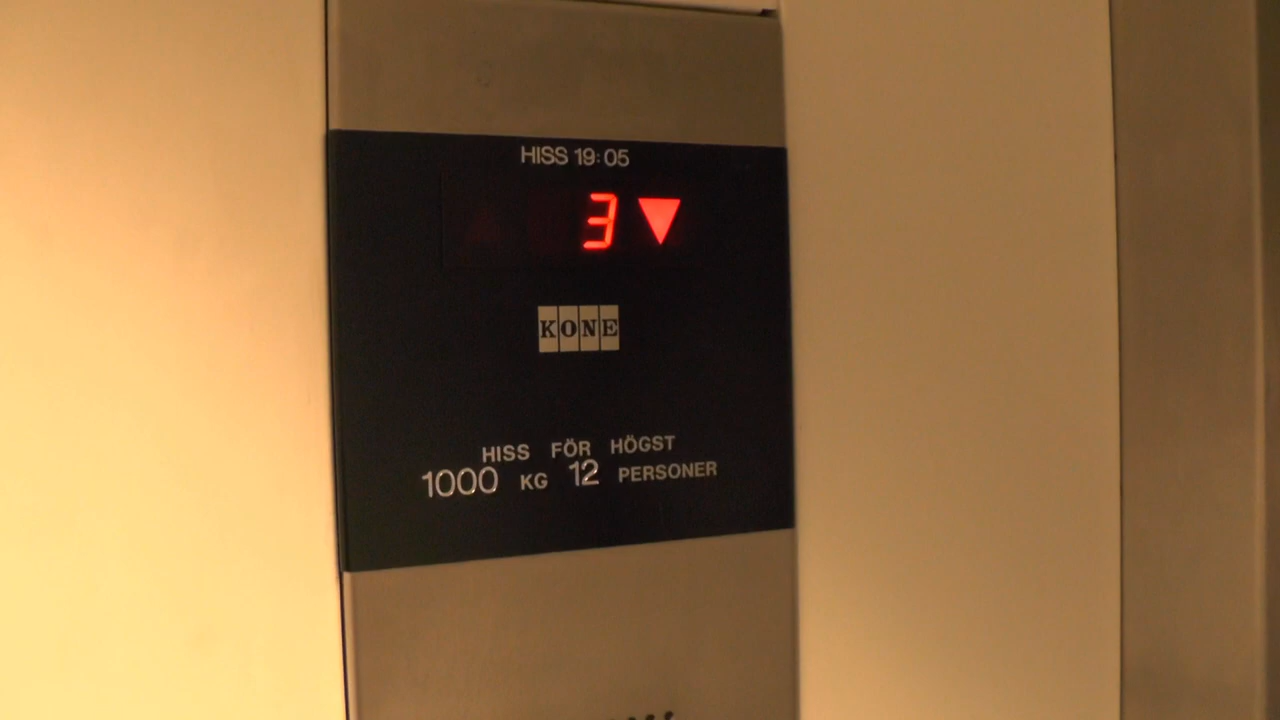 HISS 19:05
3
KONE
HISS FÖR HÖGST
1000 KG 12 PERSONER